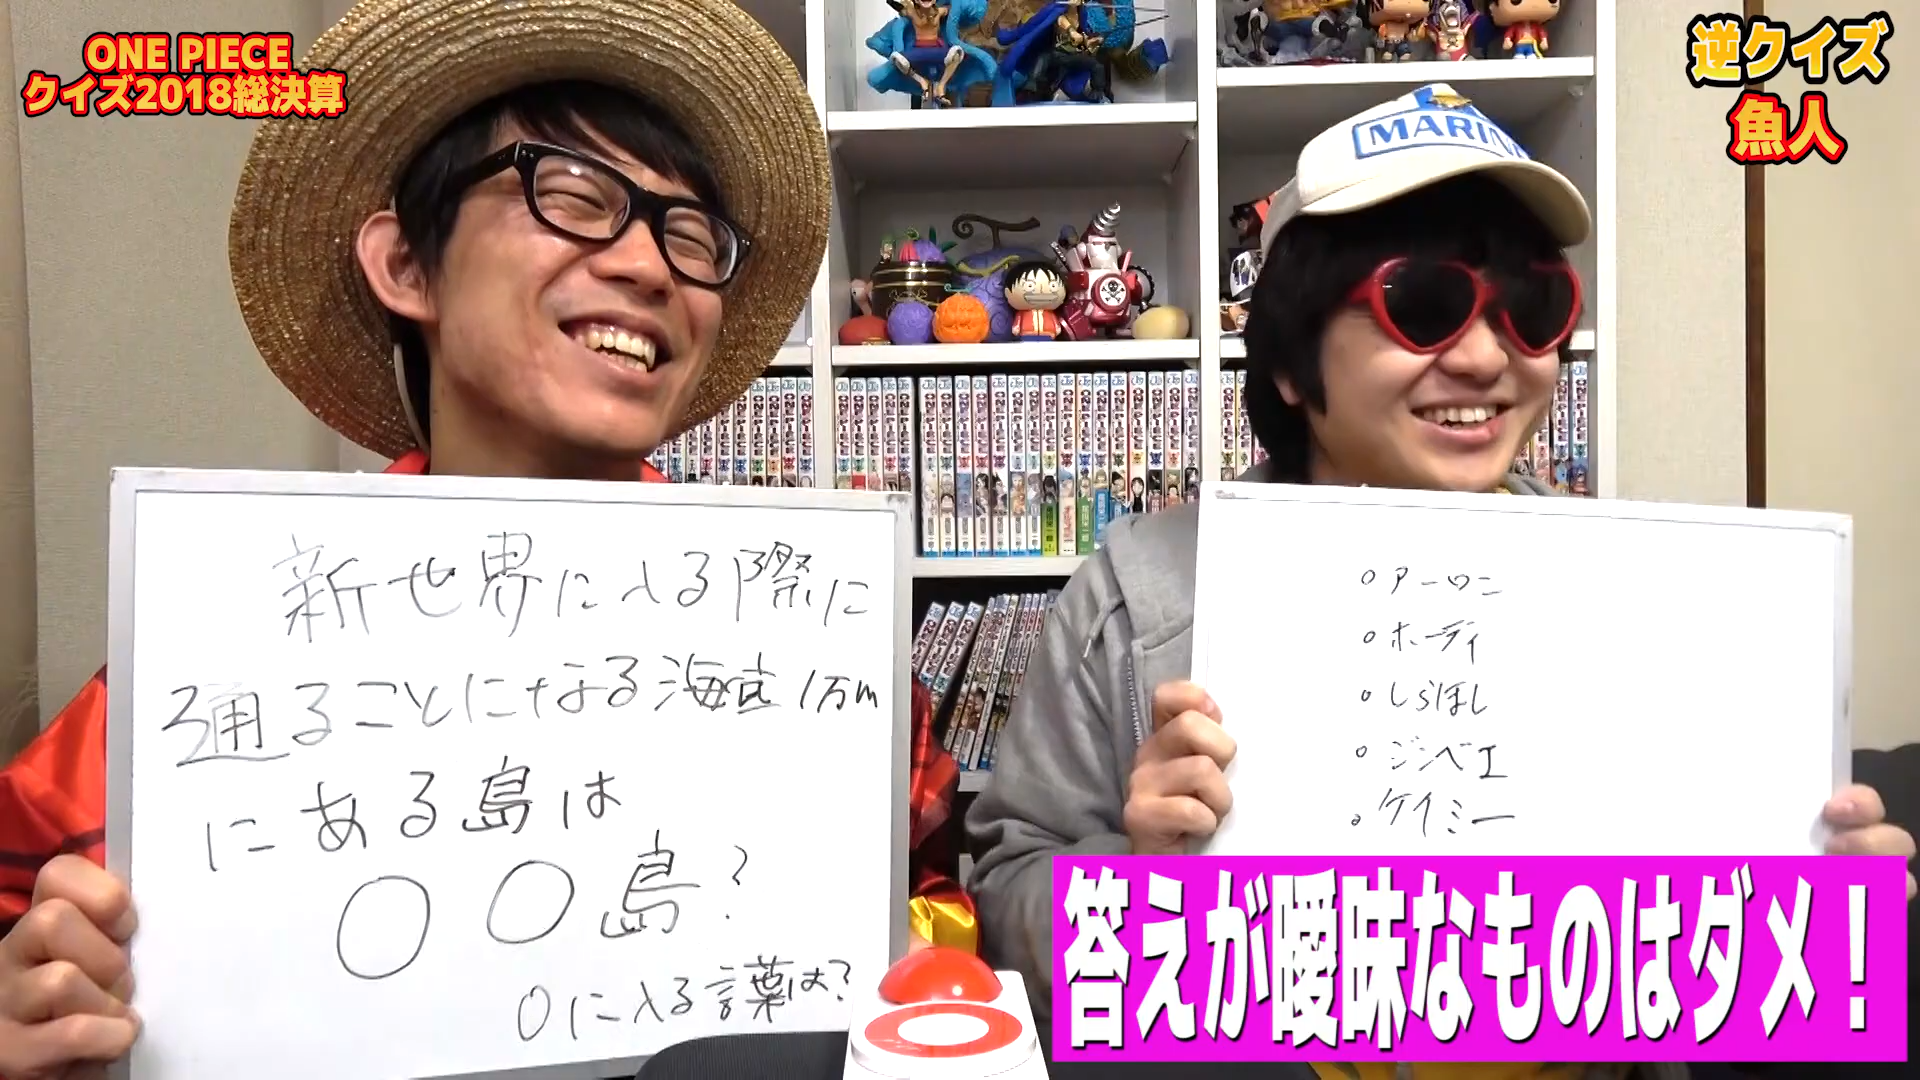 ONE PIECE
クイズ2018総決算
逆クイズ
魚人
MARIN
新世界に入る際に
通ることになる海底1万m
にある島は
○○島?
○に入る言葉は?
○アーロン
○ホーディ
○しらほし
○ジンベエ
○ケイミー
答えが曖昧なものはダメ!
ONE PIECE